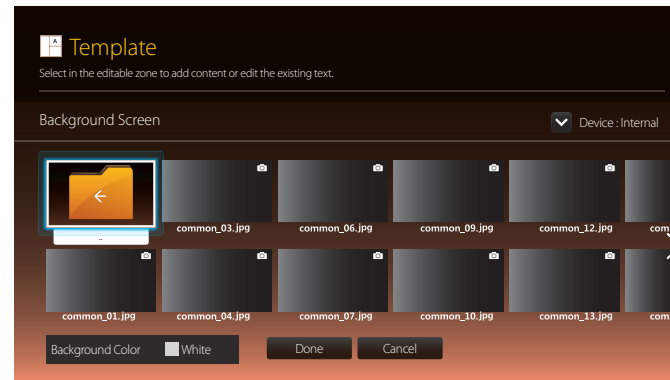 A
Template
Select in the editable zone to add content or edit the existing text.
Background Screen
Device : Internal
common_03.jpg
common_06.jpg
common_09.jpg
common_12.jpg
com
..
common_01.jpg
common_04.jpg
common_07.jpg
common_10.jpg
common_13.jpg
com
Background Color
White
Done
Cancel